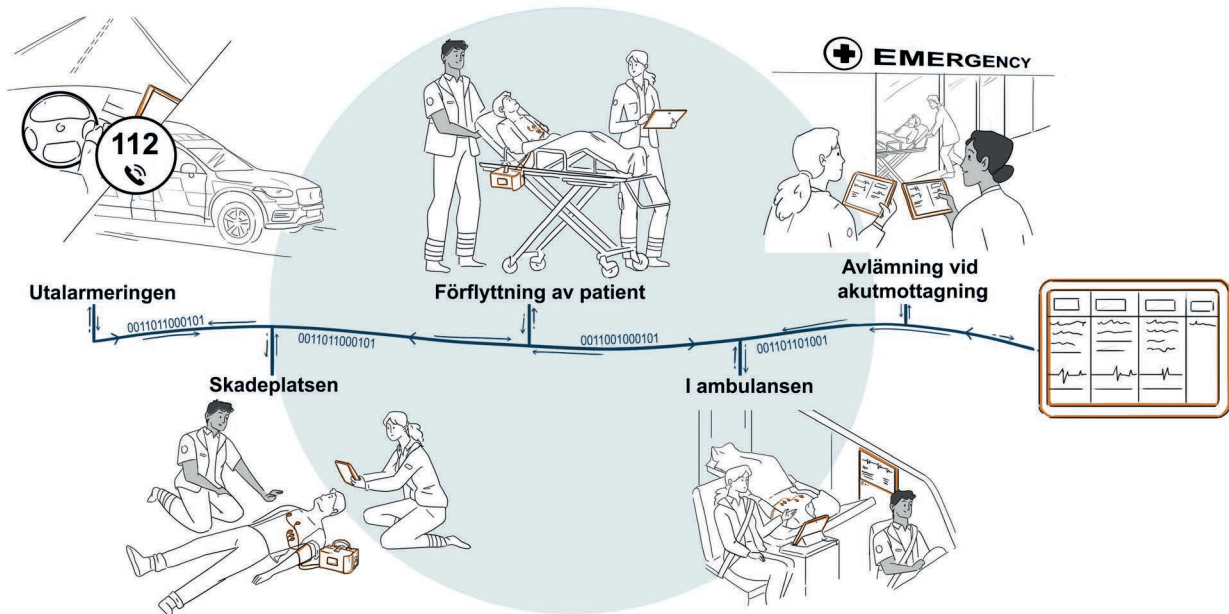 112
EMERGENCY
Utalarmeringen
Förflyttning av patient
Avlämning vid
akutmottagning
0011011000101
0011011000101
0011001000101
001101101001
Skadeplatsen
I ambulansen